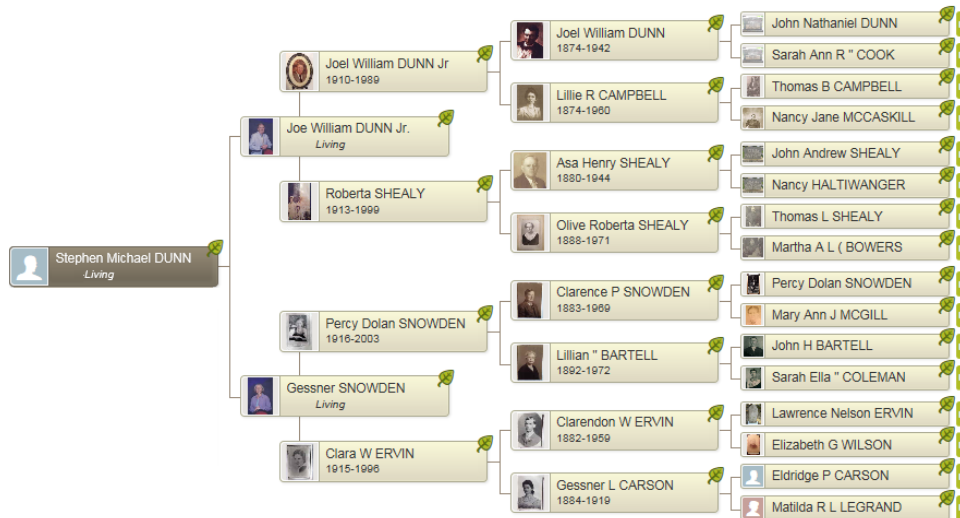 Stephen Michael DUNN
Living
Joe William DUNN Jr.
Living
Gessner SNOWDEN
Living
Joel William DUNN Jr
1910-1989
Roberta SHEALY
1913-1999
Percy Dolan SNOWDEN
1916-2003
Clara W ERVIN
1915-1996
Joel William DUNN
1874-1942
Lillie R CAMPBELL
1874-1960
Asa Henry SHEALY
1880-1944
Olive Roberta SHEALY
1888-1971
Clarence P SNOWDEN
1883-1969
Lillian " BARTELL
1892-1972
Clarendon W ERVIN
1882-1959
Gessner L CARSON
1884-1919
John Nathaniel DUNN
Sarah Ann R " COOK
Thomas B CAMPBELL
Nancy Jane MCCASKILL
John Andrew SHEALY
Nancy HALTIWANGER
Thomas L SHEALY
Martha A L ( BOWERS
Percy Dolan SNOWDEN
Mary Ann J MCGILL
John H BARTELL
Sarah Ella " COLEMAN
Lawrence Nelson ERVIN
Elizabeth G WILSON
Eldridge P CARSON
Matilda R L LEGRAND